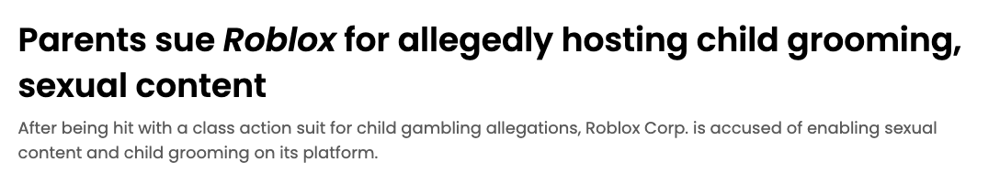 Parents sue Roblox for allegedly hosting child grooming,
sexual content
After being hit with a class action suit for child gambling allegations, Roblox Corp. is accused of enabling sexual
content and child grooming on its platform.